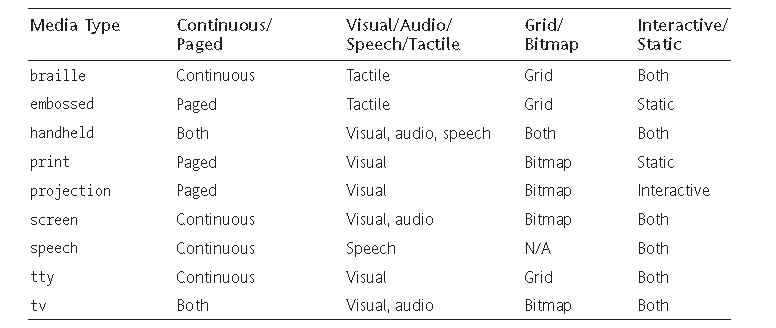 Media Type Continuous/ Visual/Audio/ Grid/ Interactive/
Paged Speech/Tactile Bitmap Static
braille Continuous Tactile Grid Both
embossed Paged Tactile Grid Static
handheld Both Visual, audio, speech Both Both
print Paged Visual Bitmap Static
projection Paged Visual Bitmap Interactive
screen Continuous Visual, audio Bitmap Both
speech Continuous Speech N/A Both
tty Continuous Visual Grid Both
tv Both Visual, audio Bitmap Both